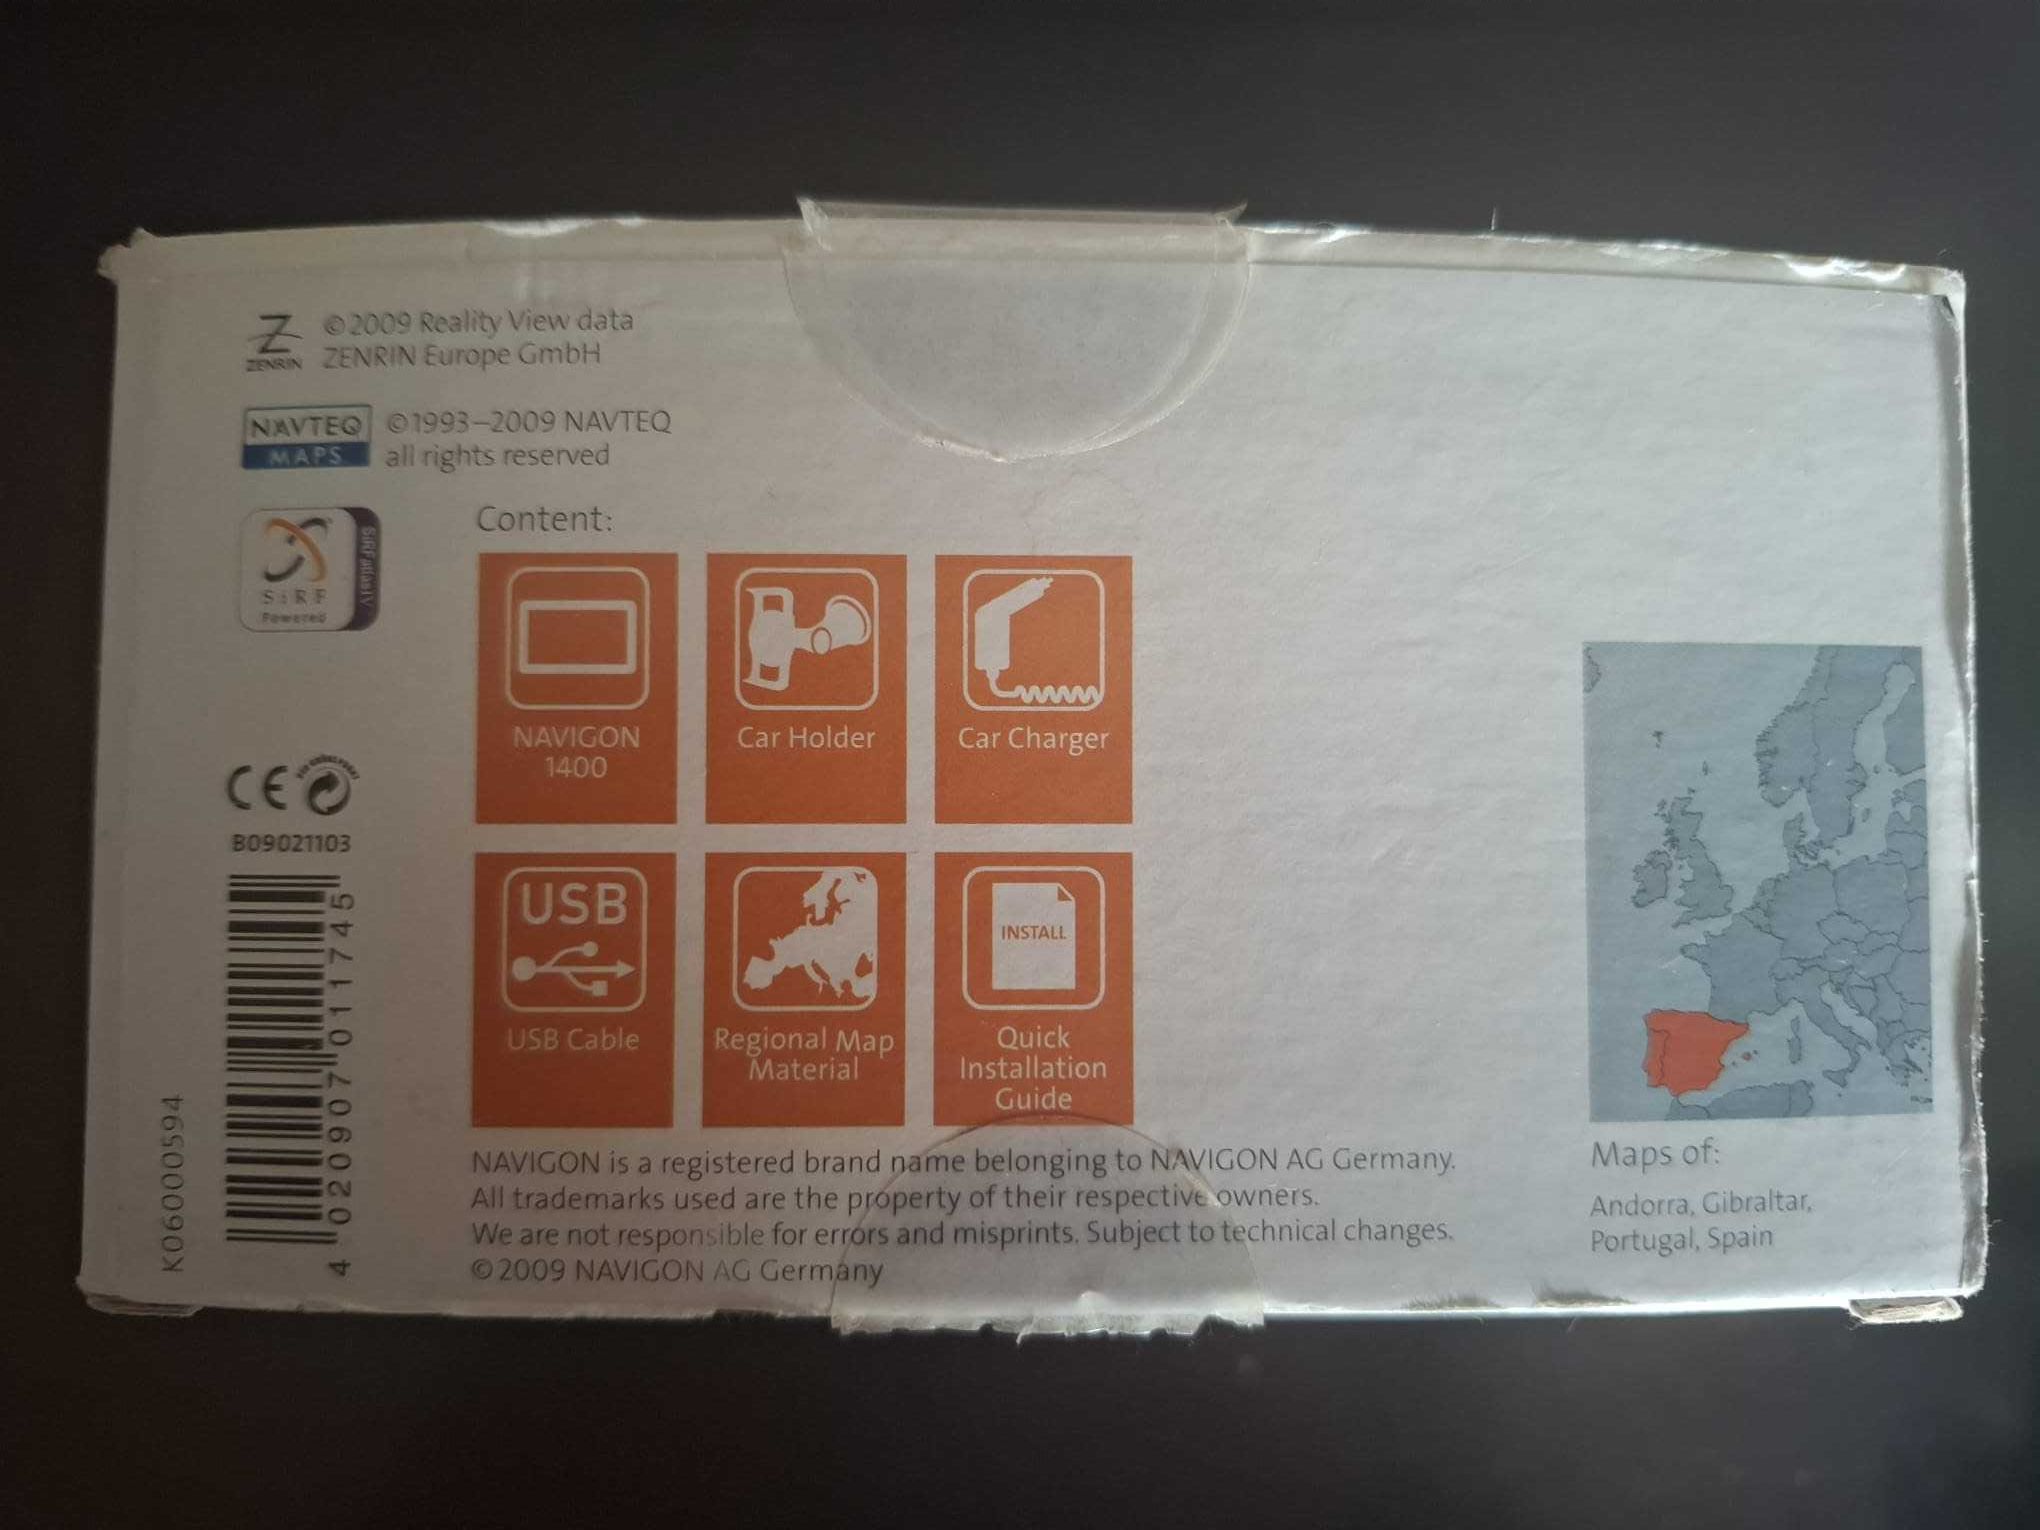 ©2009 Reality View data
ZENRIN
ZENRIN Europe GmbH
NAVTEQ
MAPS
©1993–2009 NAVTEQ
all rights reserved
SiRF
Powered
SiRFatlasIV
Content:
NAVIGON
1400
Car Holder
Car Charger
CE
B09021103
USB
USB Cable
Regional Map
Material
INSTALL
Quick
Installation
Guide
4 020907 011745
K06000594
NAVIGON is a registered brand name belonging to NAVIGON AG Germany.
All trademarks used are the property of their respective owners.
We are not responsible for errors and misprints. Subject to technical changes.
©2009 NAVIGON AG Germany
Maps of:
Andorra, Gibraltar,
Portugal, Spain